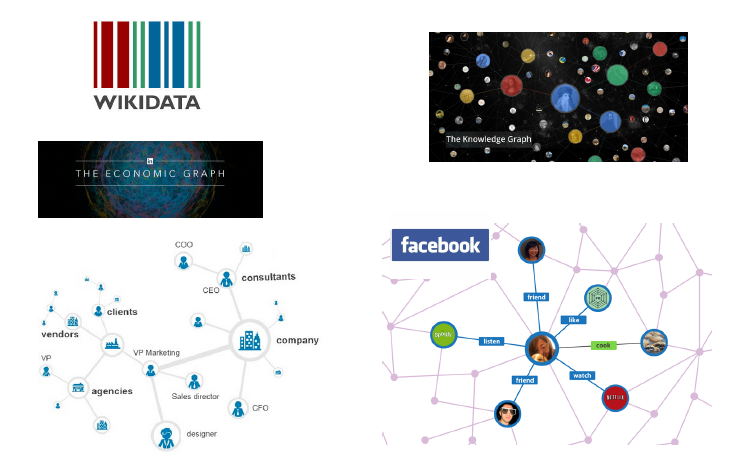 WIKIDATA
The Knowledge Graph
in
THE ECONOMIC GRAPH
facebook
COO
consultants
CEO
clients
vendors
VP Marketing
company
VP
agencies
Sales director
CFO
designer
friend
like
listen
cook
friend
watch
NETFLIX